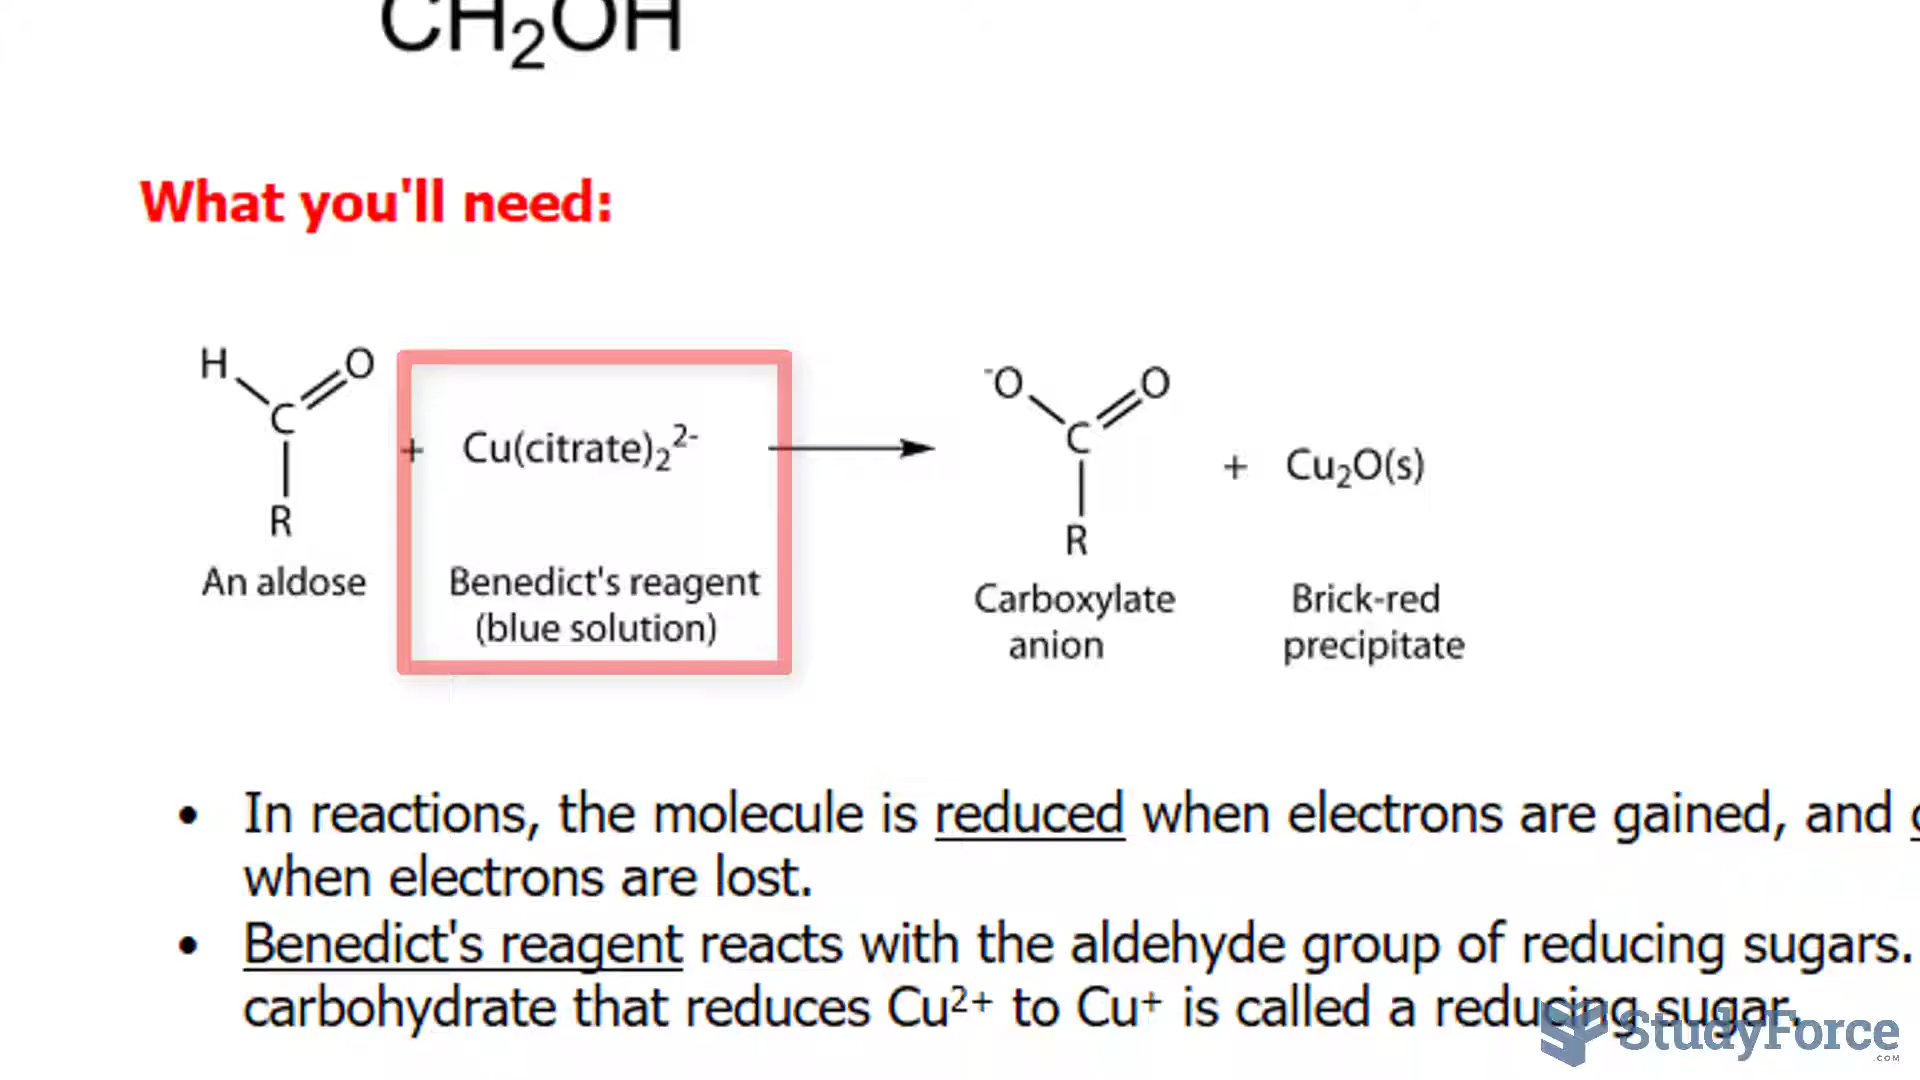 CH₂OH
What you'll need:
H O
C
R
An aldose
+ Cu(citrate)₂²⁻
Benedict's reagent
(blue solution)
⁻O O
C
R
Carboxylate
anion
+ Cu₂O(s)
Brick-red
precipitate
• In reactions, the molecule is reduced when electrons are gained, and
when electrons are lost.
• Benedict's reagent reacts with the aldehyde group of reducing sugars.
carbohydrate that reduces Cu²⁺ to Cu⁺ is called a reducing sugar.
StudyForce
.COM